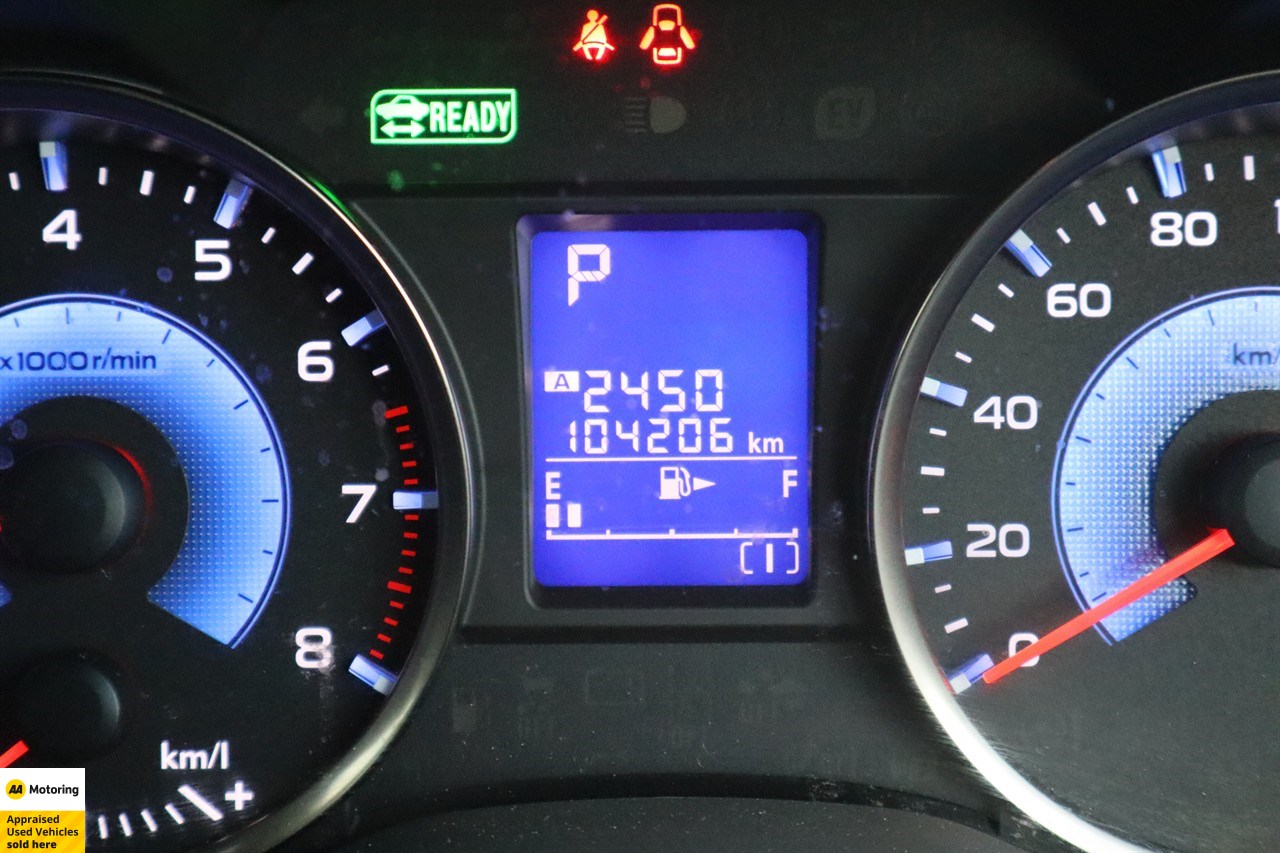 READY
4
5
6
7
8
x1000r/min
km/l
+
P
A 2450
104206 km
E F
[I]
80
60
40
20
0
km/
AA Motoring
Appraised
Used Vehicles
sold here